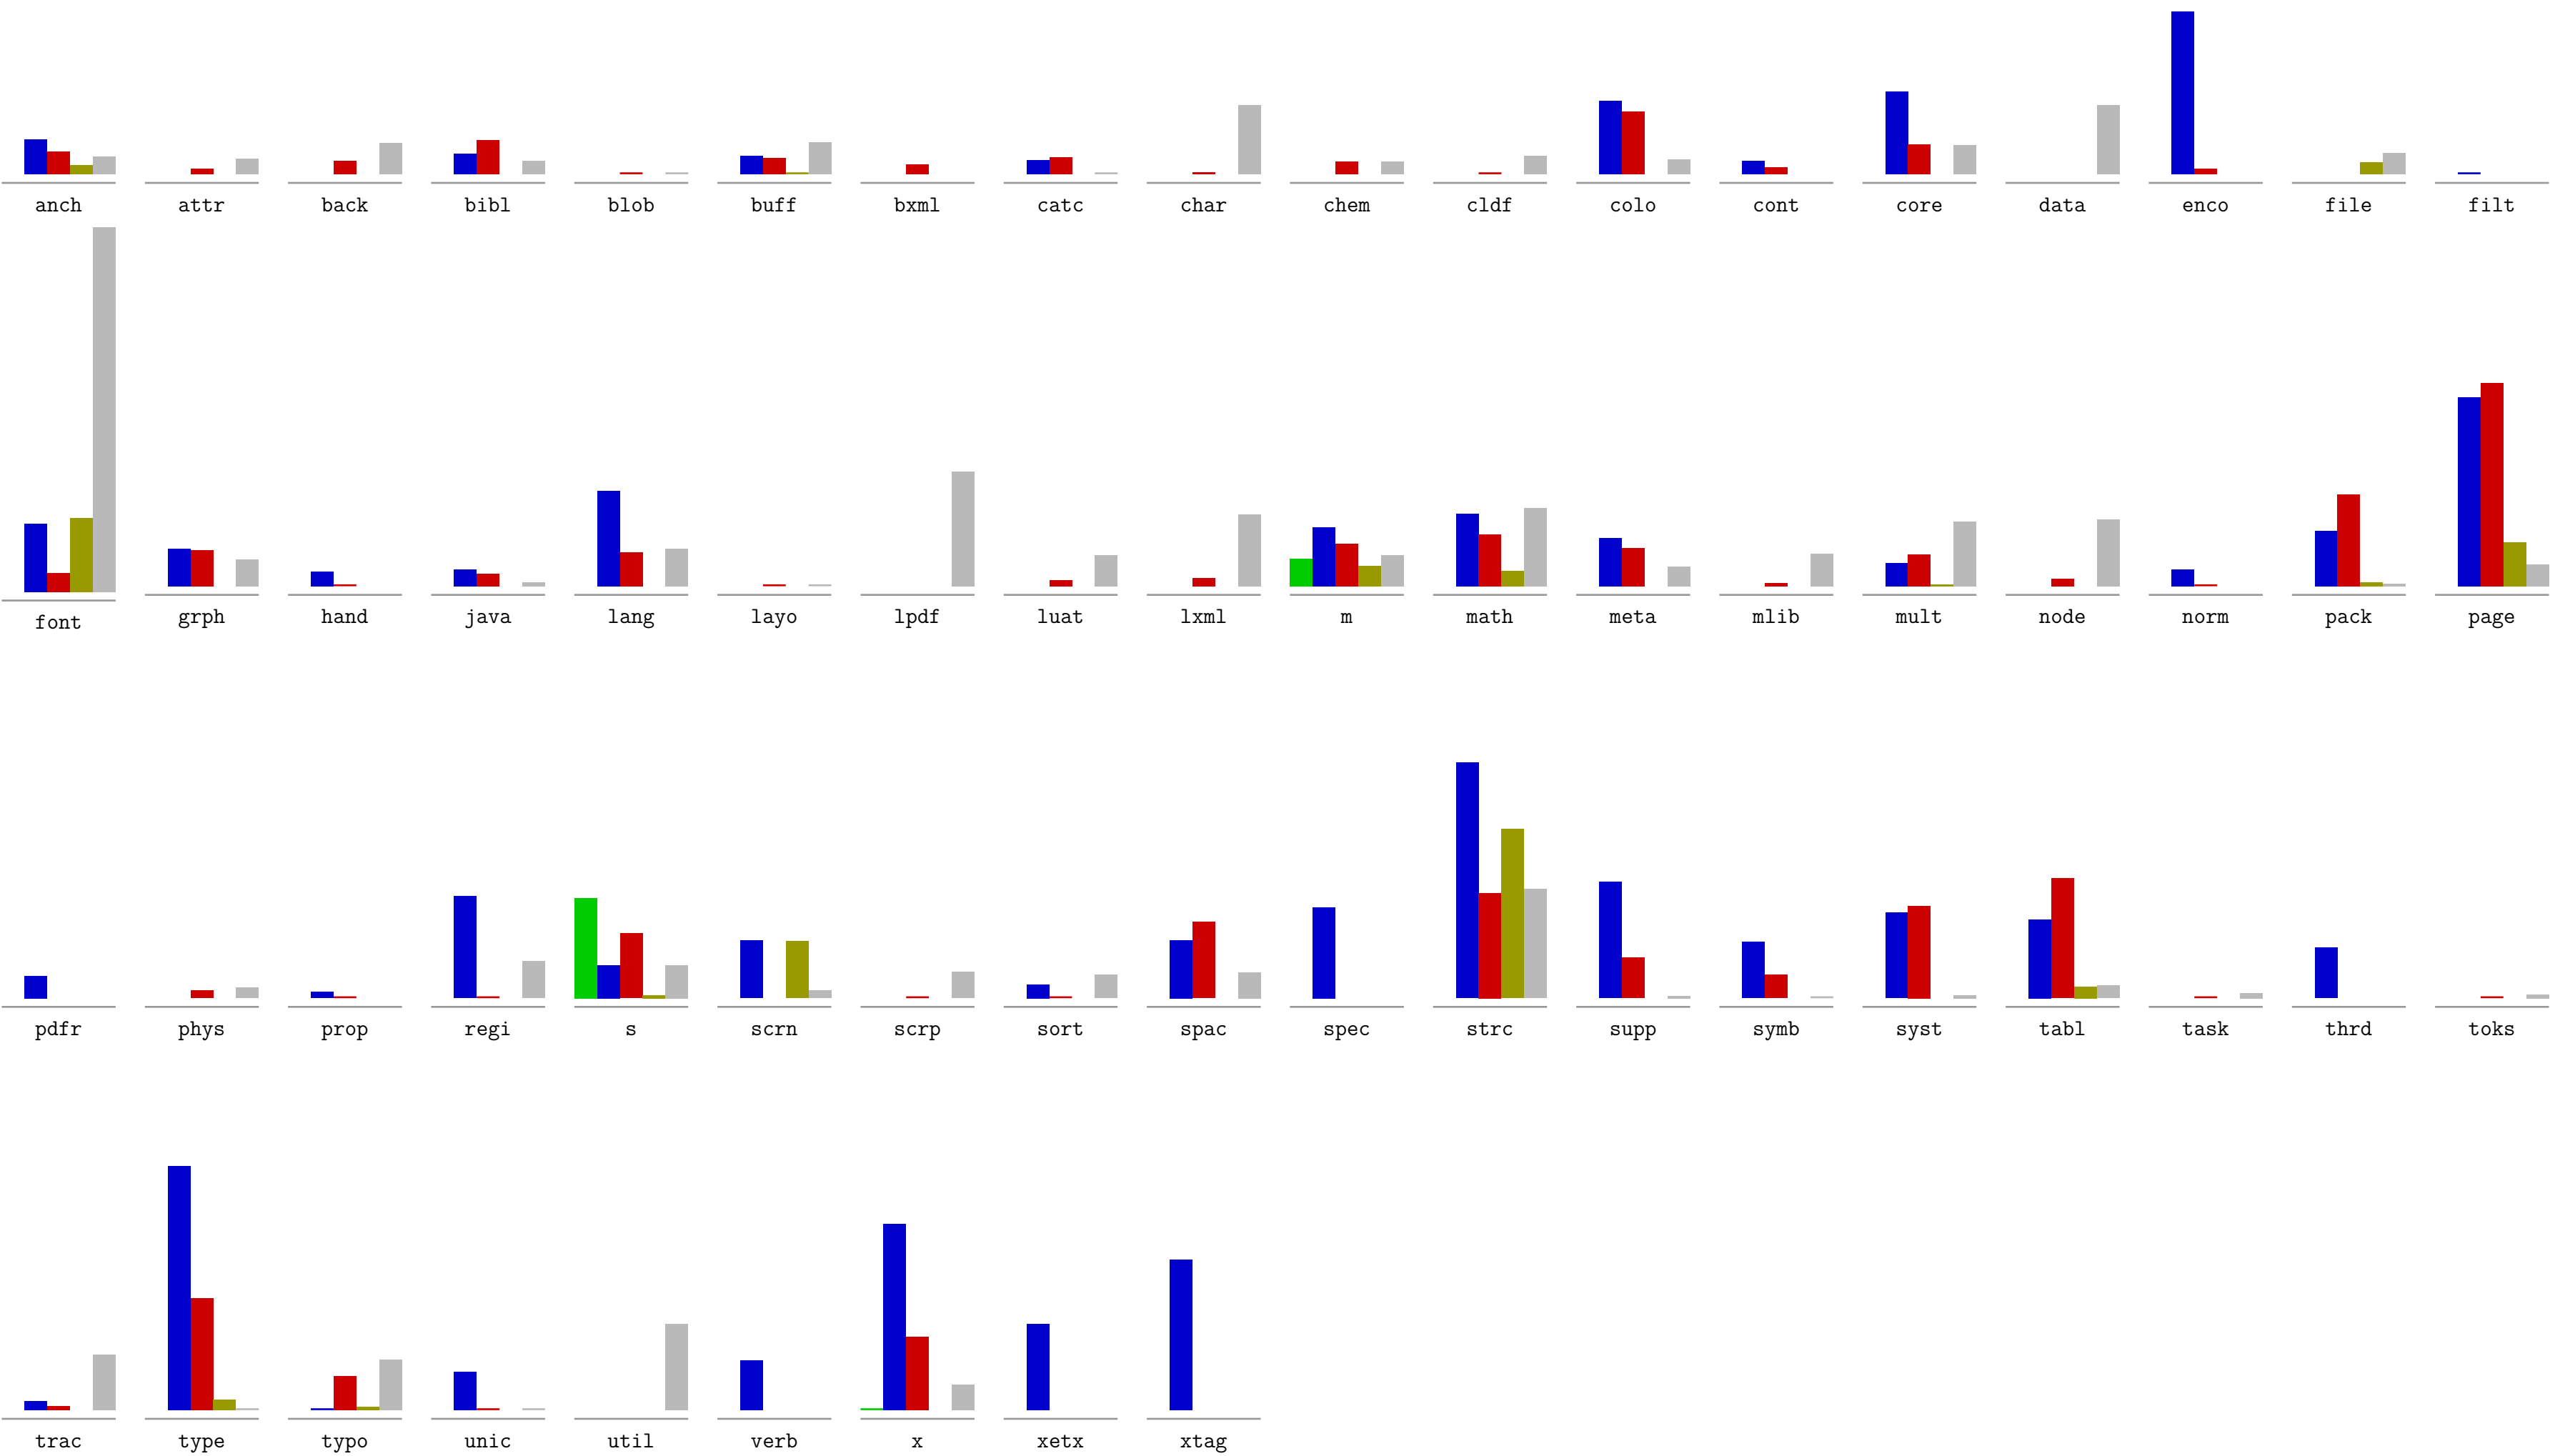 anch attr back bibl blob buff bxml catc char chem cldf colo cont core data enco file filt
font grph hand java lang layo lpdf luat lxml m math meta mlib mult node norm pack page
pdfr phys prop regi s scrn scrp sort spac spec strc supp symb syst tabl task thrd toks
trac type typo unic util verb x xetx xtag